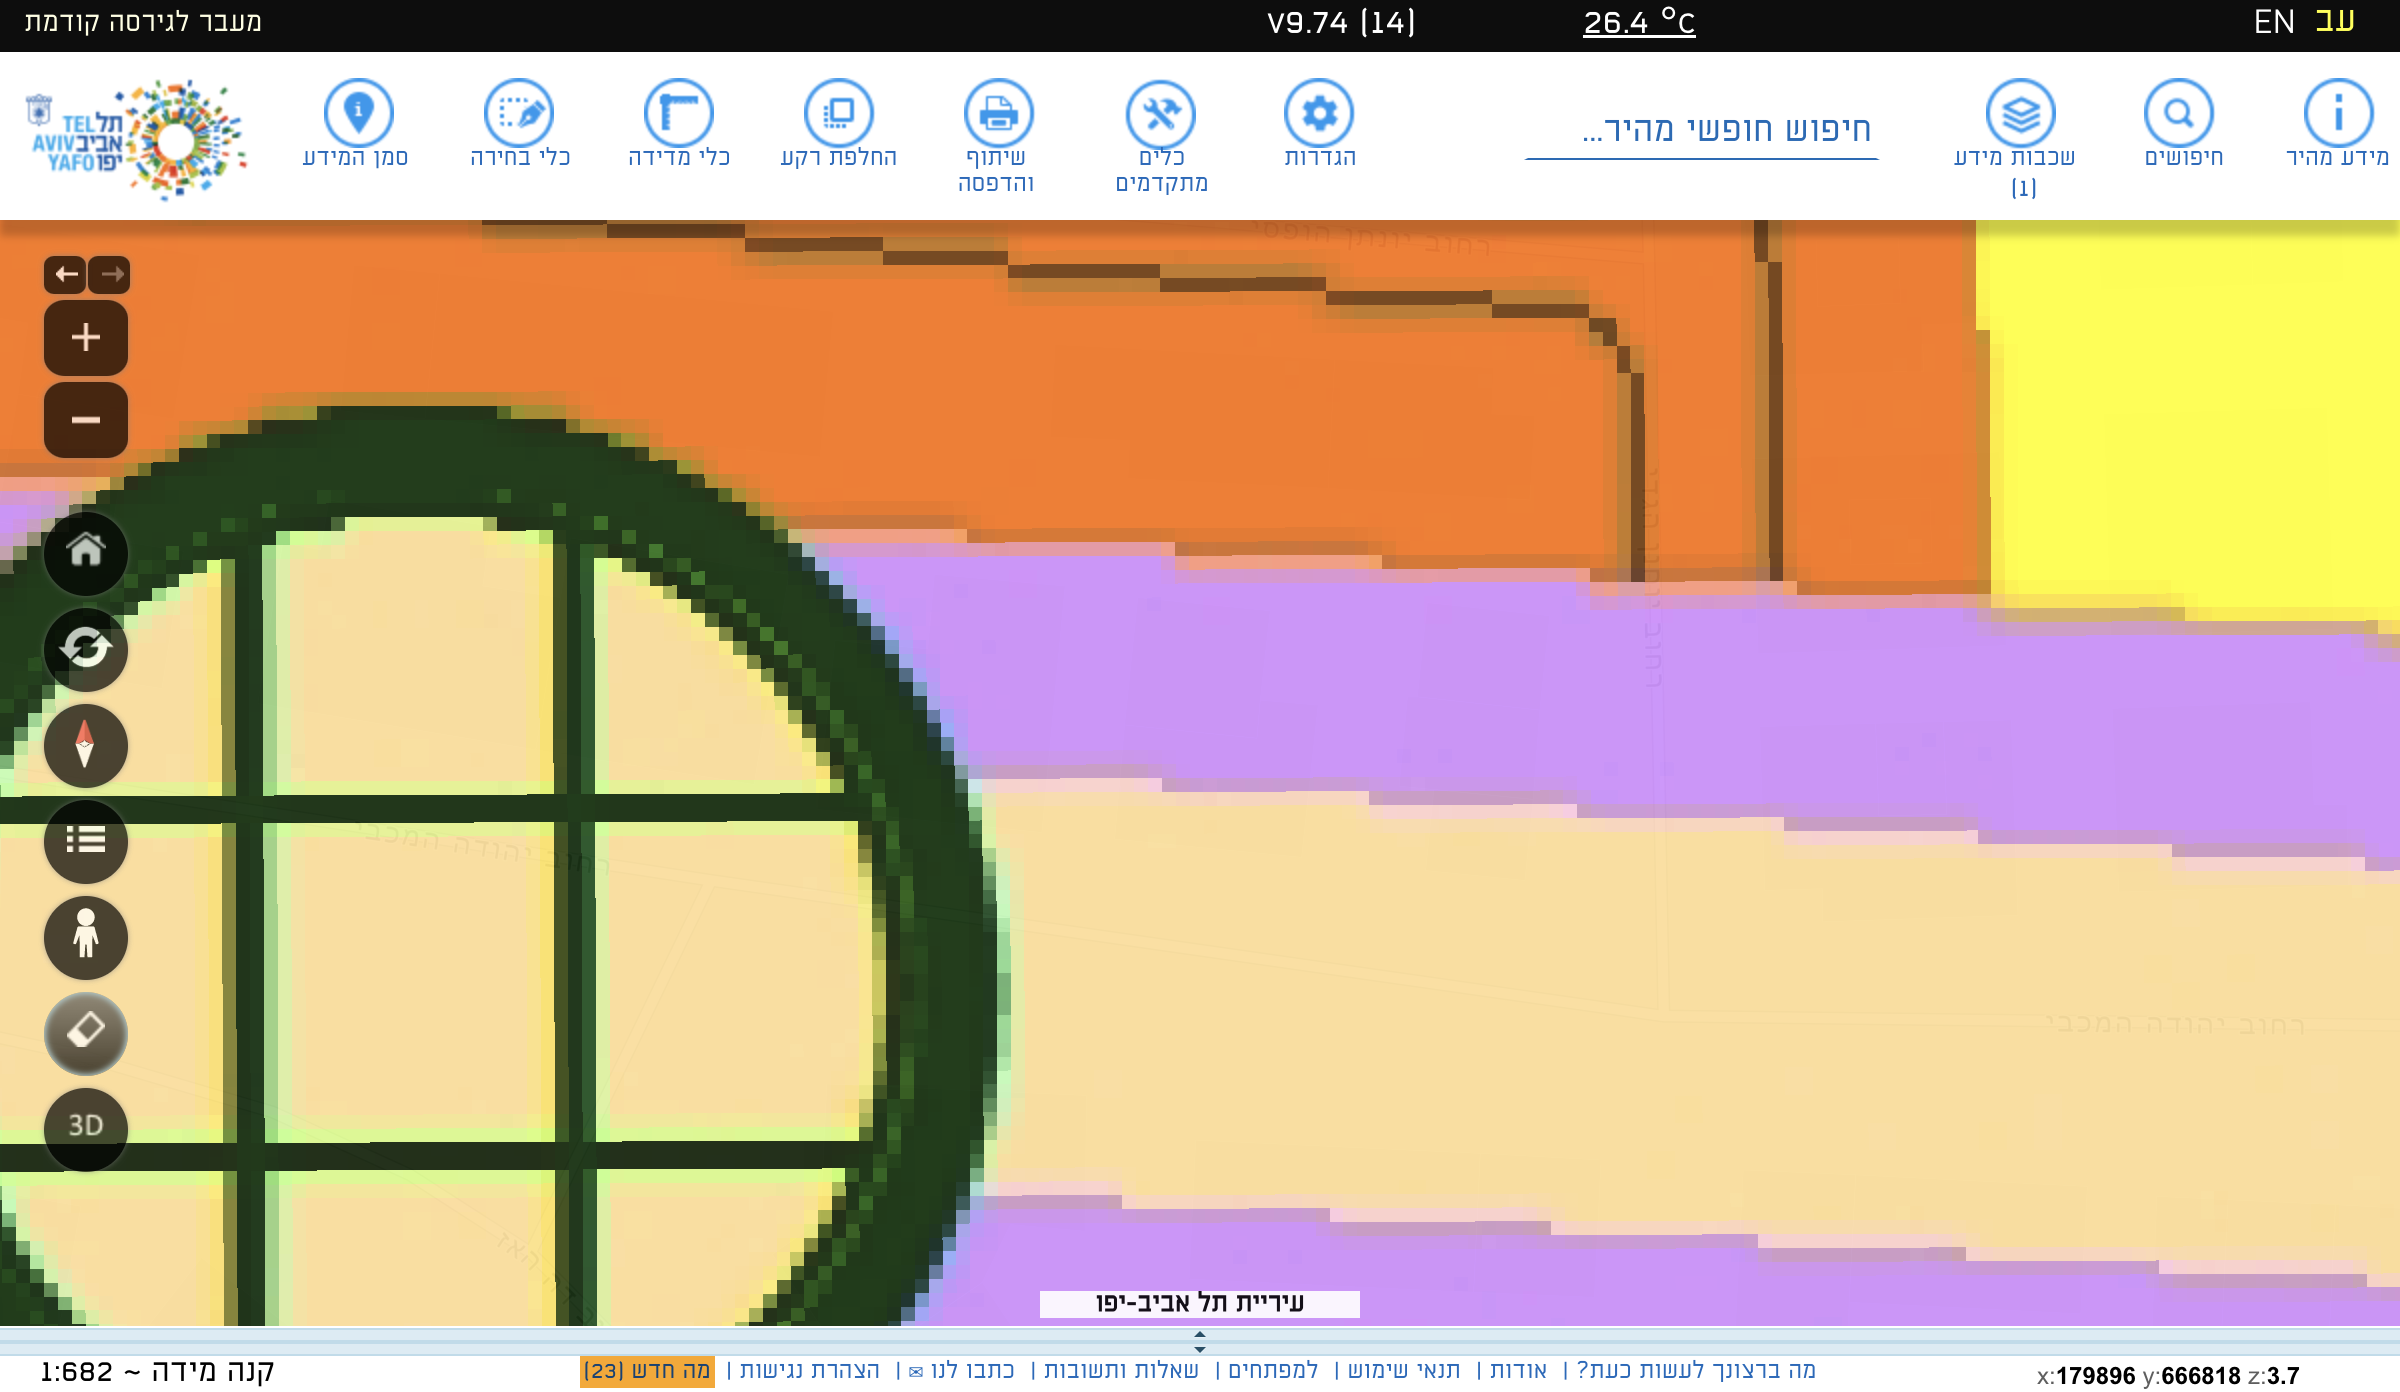 עב EN
26.4 °C
V9.74 (14)
מעבר לגירסה קודמת
מידע מהיר
חיפושים
שכבות מידע
(1)
חיפוש חופשי מהיר...
הגדרות
כלים
מתקדמים
שיתוף
והדפסה
החלפת רקע
כלי מדידה
כלי בחירה
סמן המידע
תל אביב יפו
TEL AVIV YAFO
רחוב יונתן הופסי
רחוב יהודה המכבי
רחוב יהודה המכבי
3D
עיריית תל אביב-יפו
מה ברצונך לעשות כעת? | אודות | תנאי שימוש | למפתחים | שאלות ותשובות | כתבו לנו ✉ | הצהרת נגישות | מה חדש (23)
קנה מידה ~ 1:682
x:179896 y:666818 z:3.7